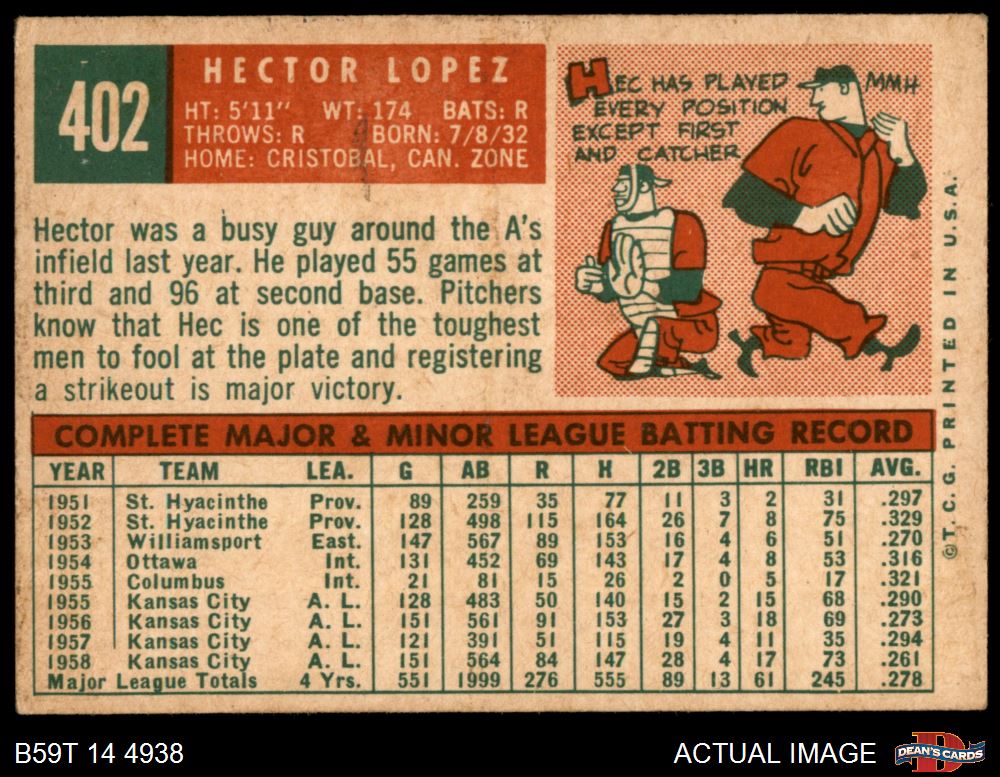 402
HECTOR LOPEZ
HT: 5'11" WT: 174 BATS: R
THROWS: R BORN: 7/8/32
HOME: CRISTOBAL, CAN. ZONE
HEC HAS PLAYED
EVERY POSITION
EXCEPT FIRST
AND CATCHER
MMH
Hector was a busy guy around the A's
infield last year. He played 55 games at
third and 96 at second base. Pitchers
know that Hec is one of the toughest
men to fool at the plate and registering
a strikeout is major victory.
COMPLETE MAJOR & MINOR LEAGUE BATTING RECORD
YEAR TEAM LEA. G AB R H 2B 3B HR RBI AVG.
1951 St. Hyacinthe Prov. 89 259 35 77 11 3 2 31 .297
1952 St. Hyacinthe Prov. 128 498 115 164 26 7 8 75 .329
1953 Williamsport East. 147 567 89 153 16 4 6 51 .270
1954 Ottawa Int. 131 452 69 143 17 4 8 53 .316
1955 Columbus Int. 21 81 15 26 2 0 5 17 .321
1955 Kansas City A. L. 128 483 50 140 15 2 15 68 .290
1956 Kansas City A. L. 151 561 91 153 27 3 18 69 .273
1957 Kansas City A. L. 121 391 51 115 19 4 11 35 .294
1958 Kansas City A. L. 151 564 84 147 28 4 17 73 .261
Major League Totals 4 Yrs. 551 1999 276 555 89 13 61 245 .278
©T. C. G. PRINTED IN U.S.A.
B59T 14 4938
ACTUAL IMAGE
DEAN'S CARDS